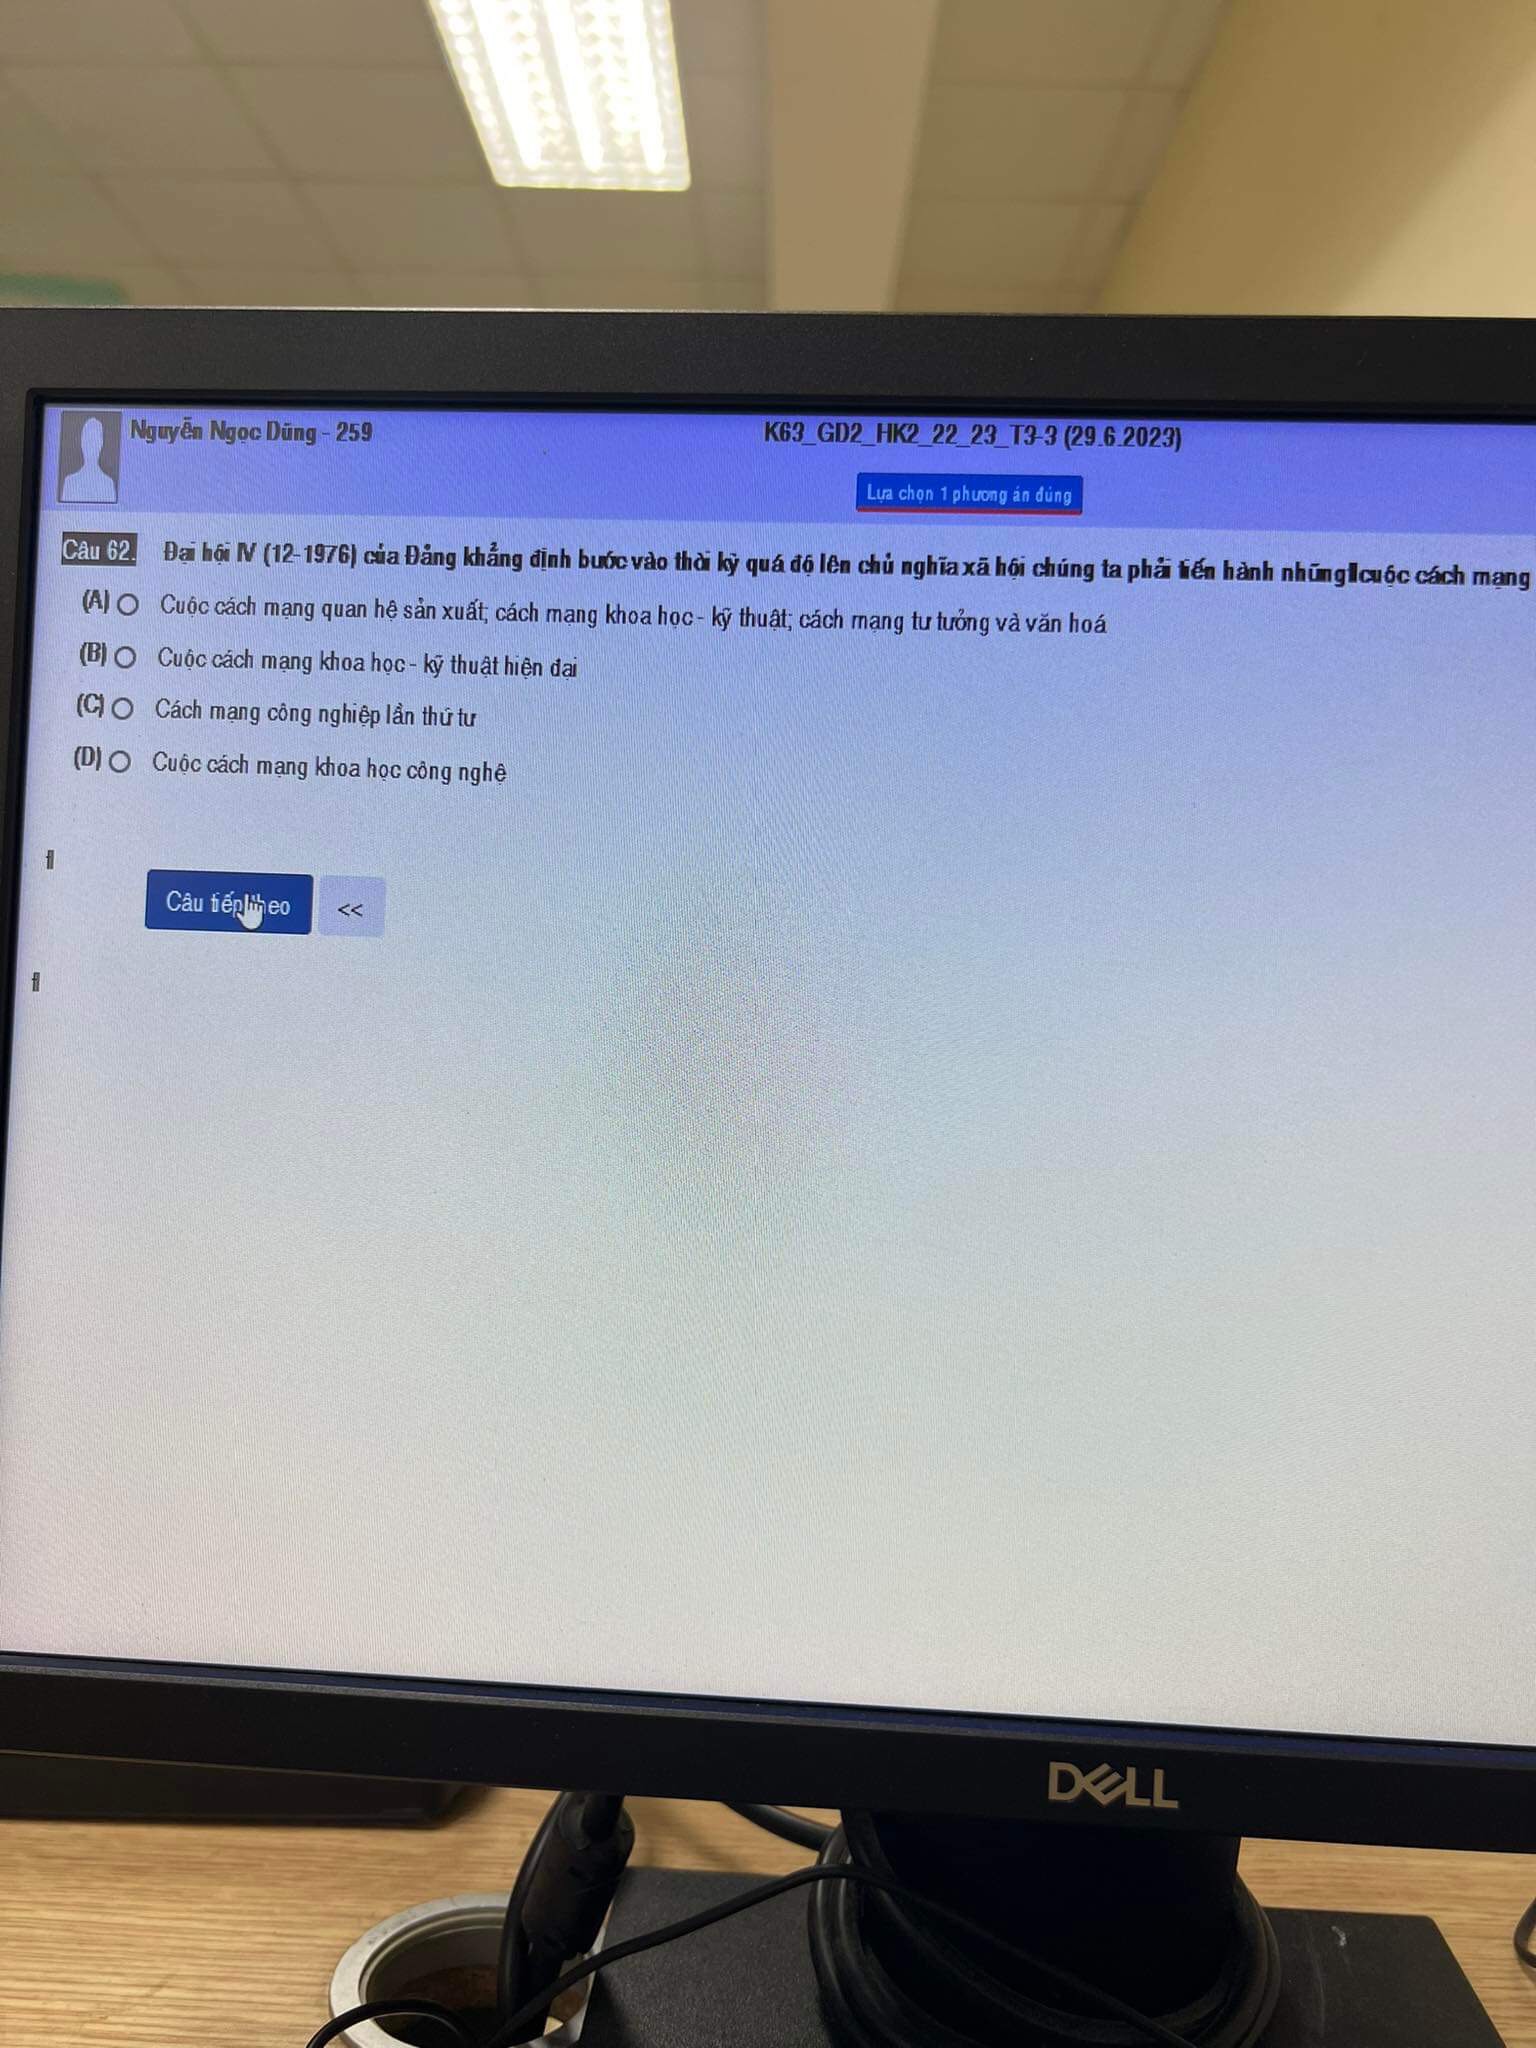 Nguyễn Ngọc Dũng - 259
K63_GD2_HK2_22_23_T3-3 (29.6.2023)
Lựa chọn 1 phương án đúng
Câu 62. Đại hội IV (12-1976) của Đảng khẳng định bước vào thời kỳ quá độ lên chủ nghĩa xã hội chúng ta phải tiến hành những cuộc cách mạng
(A) Cuộc cách mạng quan hệ sản xuất; cách mạng khoa học - kỹ thuật; cách mạng tư tưởng và văn hoá
(B) Cuộc cách mạng khoa học - kỹ thuật hiện đại
(C) Cách mạng công nghiệp lần thứ tư
(D) Cuộc cách mạng khoa học công nghệ
Câu tiếp theo <<
DELL